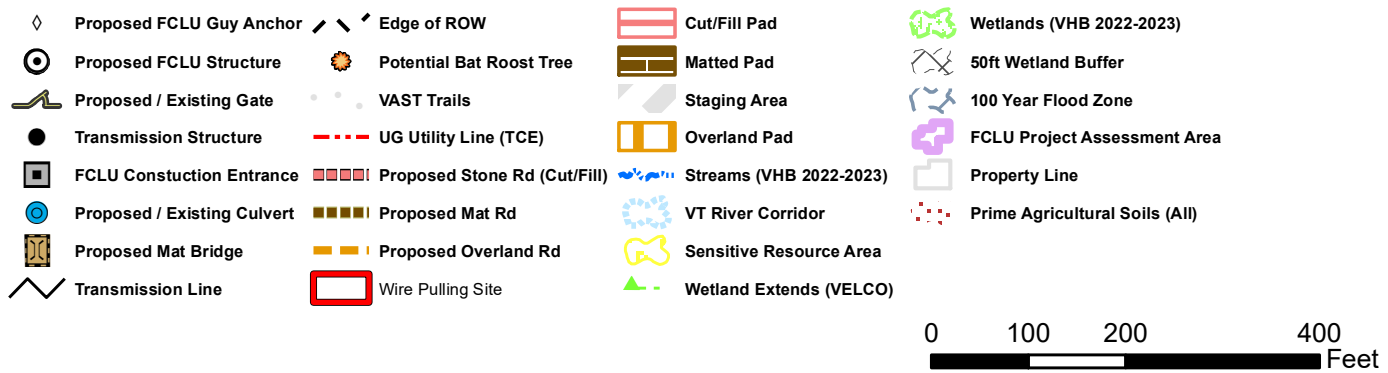 Proposed FCLU Guy Anchor
Proposed FCLU Structure
Proposed / Existing Gate
Transmission Structure
FCLU Constuction Entrance
Proposed / Existing Culvert
Proposed Mat Bridge
Transmission Line
Edge of ROW
Potential Bat Roost Tree
VAST Trails
UG Utility Line (TCE)
Proposed Stone Rd (Cut/Fill)
Proposed Mat Rd
Proposed Overland Rd
Wire Pulling Site
Cut/Fill Pad
Matted Pad
Staging Area
Overland Pad
Streams (VHB 2022-2023)
VT River Corridor
Sensitive Resource Area
Wetland Extends (VELCO)
Wetlands (VHB 2022-2023)
50ft Wetland Buffer
100 Year Flood Zone
FCLU Project Assessment Area
Property Line
Prime Agricultural Soils (All)
0 100 200 400
Feet